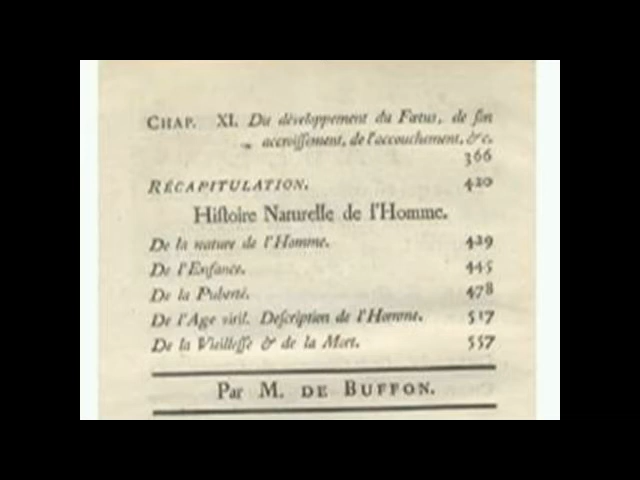 CHAP. XI. Du développement du Fœtus, de ſon
accroiſſement, de l'accouchement, &c.
366
RÉCAPITULATION. 420
Hiſtoire Naturelle de l'Homme.
De la nature de l'Homme. 429
De l'Enfance. 445
De la Puberté. 478
De l'Age viril. Deſcription de l'Homme. 517
De la Vieilleſſe & de la Mort. 557
Par M. DE BUFFON.